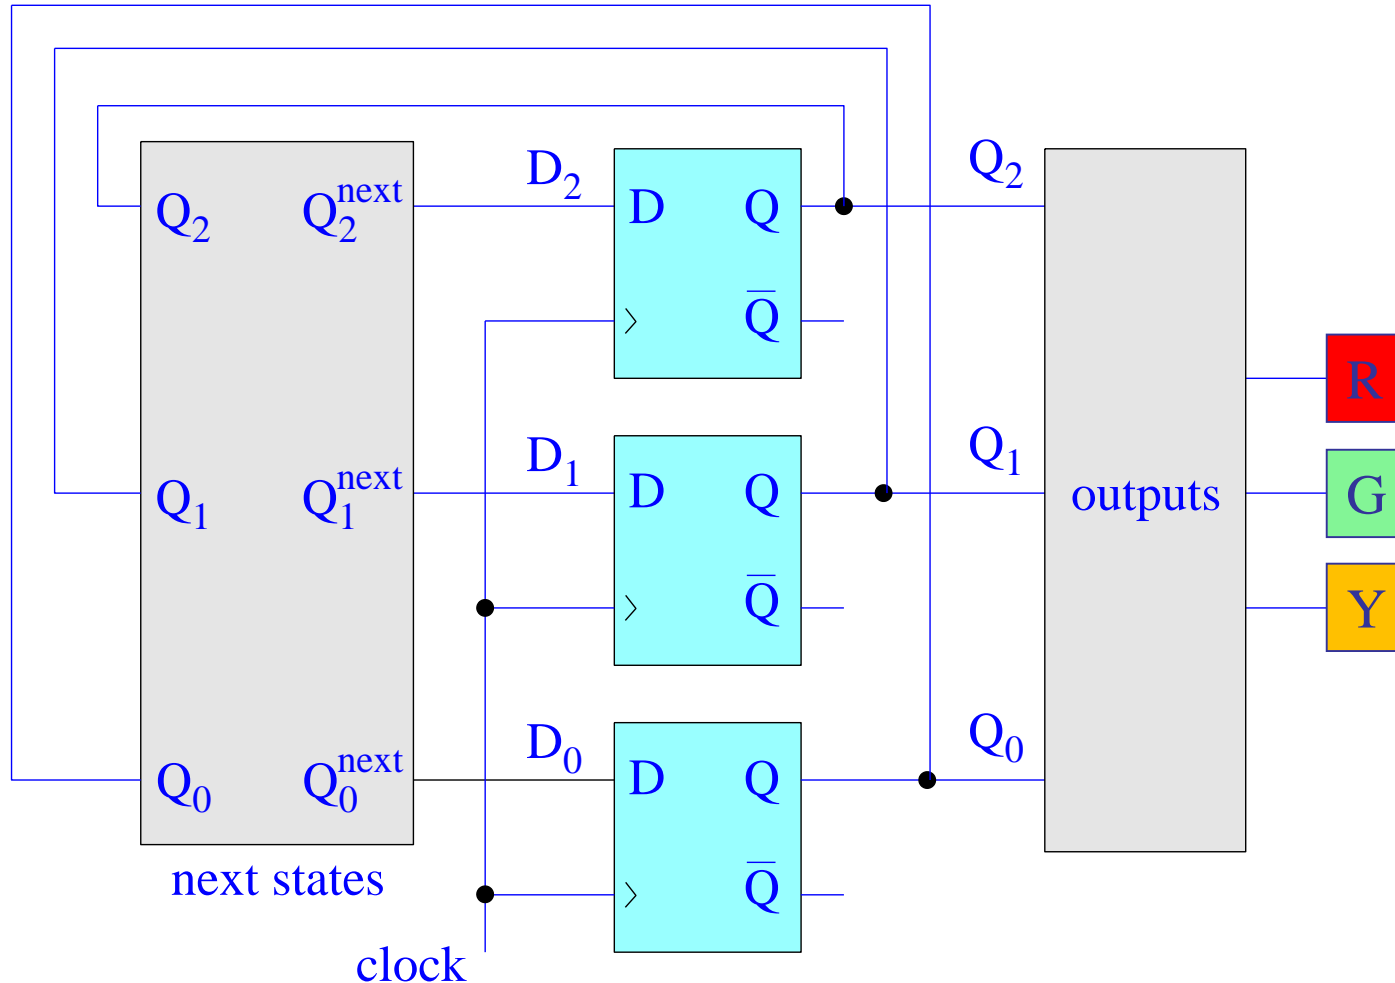 D₂ Q₂
Q₂ Q₂ⁿᵉˣᵗ D Q
Q̅
R
D₁ Q₁
Q₁ Q₁ⁿᵉˣᵗ D Q outputs G
Q̅ Y
D₀ Q₀
Q₀ Q₀ⁿᵉˣᵗ D Q
next states Q̅
clock